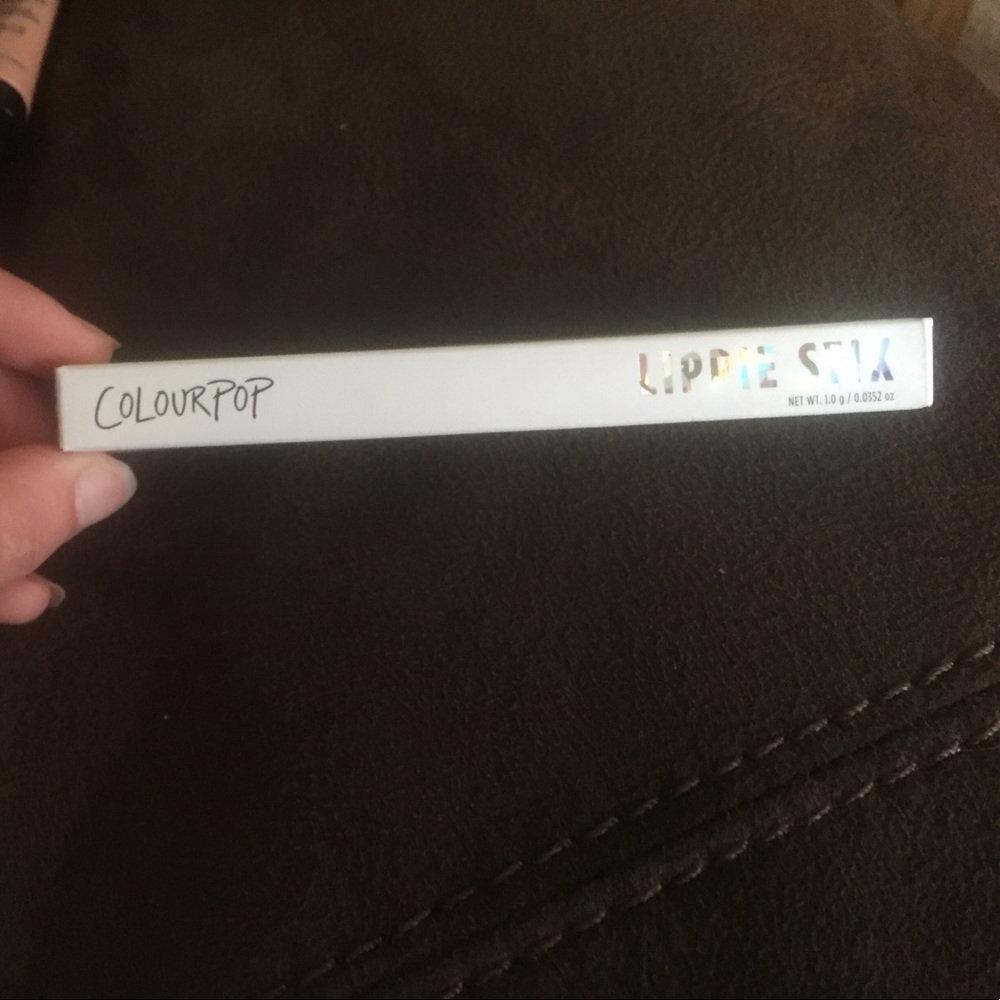 COLOURPOP
LIPPIE STIX
NET WT. 1.0 g / 0.0352 oz